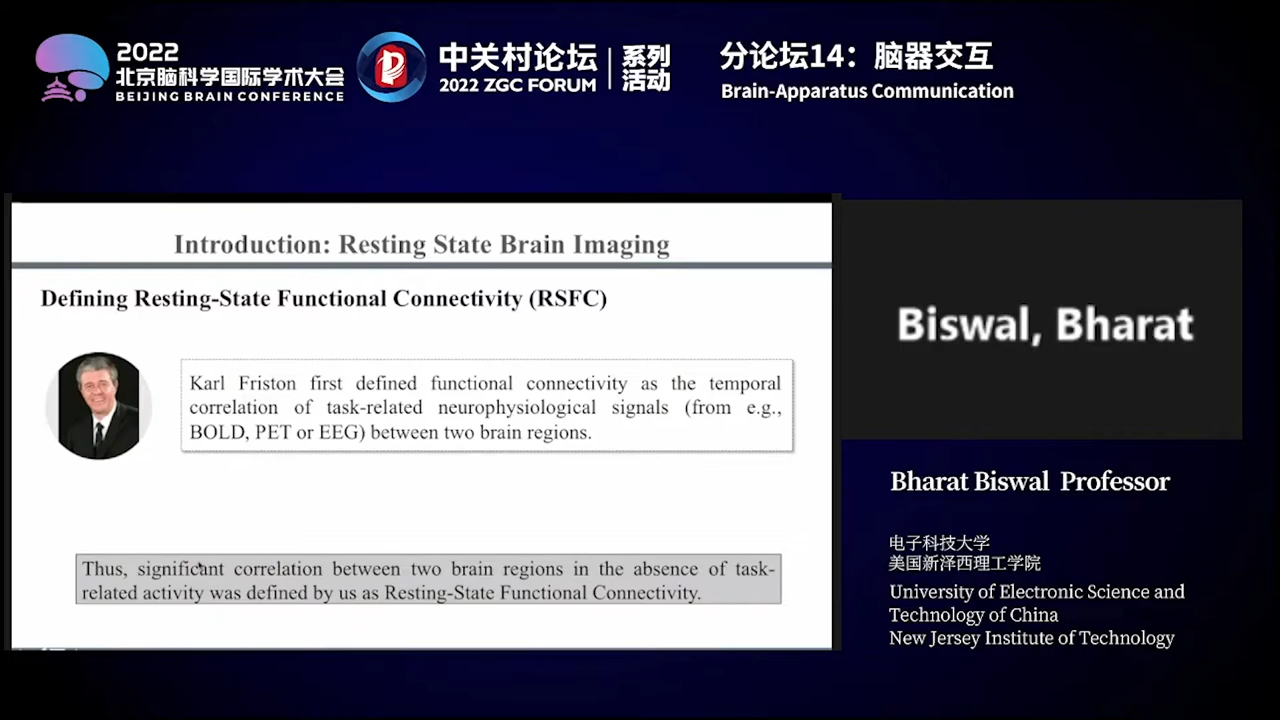 2022
北京脑科学国际学术大会
BEIJING BRAIN CONFERENCE
中关村论坛
2022 ZGC FORUM
系列
活动
分论坛14：脑器交互
Brain-Apparatus Communication
Introduction: Resting State Brain Imaging
Defining Resting-State Functional Connectivity (RSFC)
Karl Friston first defined functional connectivity as the temporal
correlation of task-related neurophysiological signals (from e.g.,
BOLD, PET or EEG) between two brain regions.
Thus, significant correlation between two brain regions in the absence of task-
related activity was defined by us as Resting-State Functional Connectivity.
Biswal, Bharat
Bharat Biswal Professor
电子科技大学
美国新泽西理工学院
University of Electronic Science and
Technology of China
New Jersey Institute of Technology